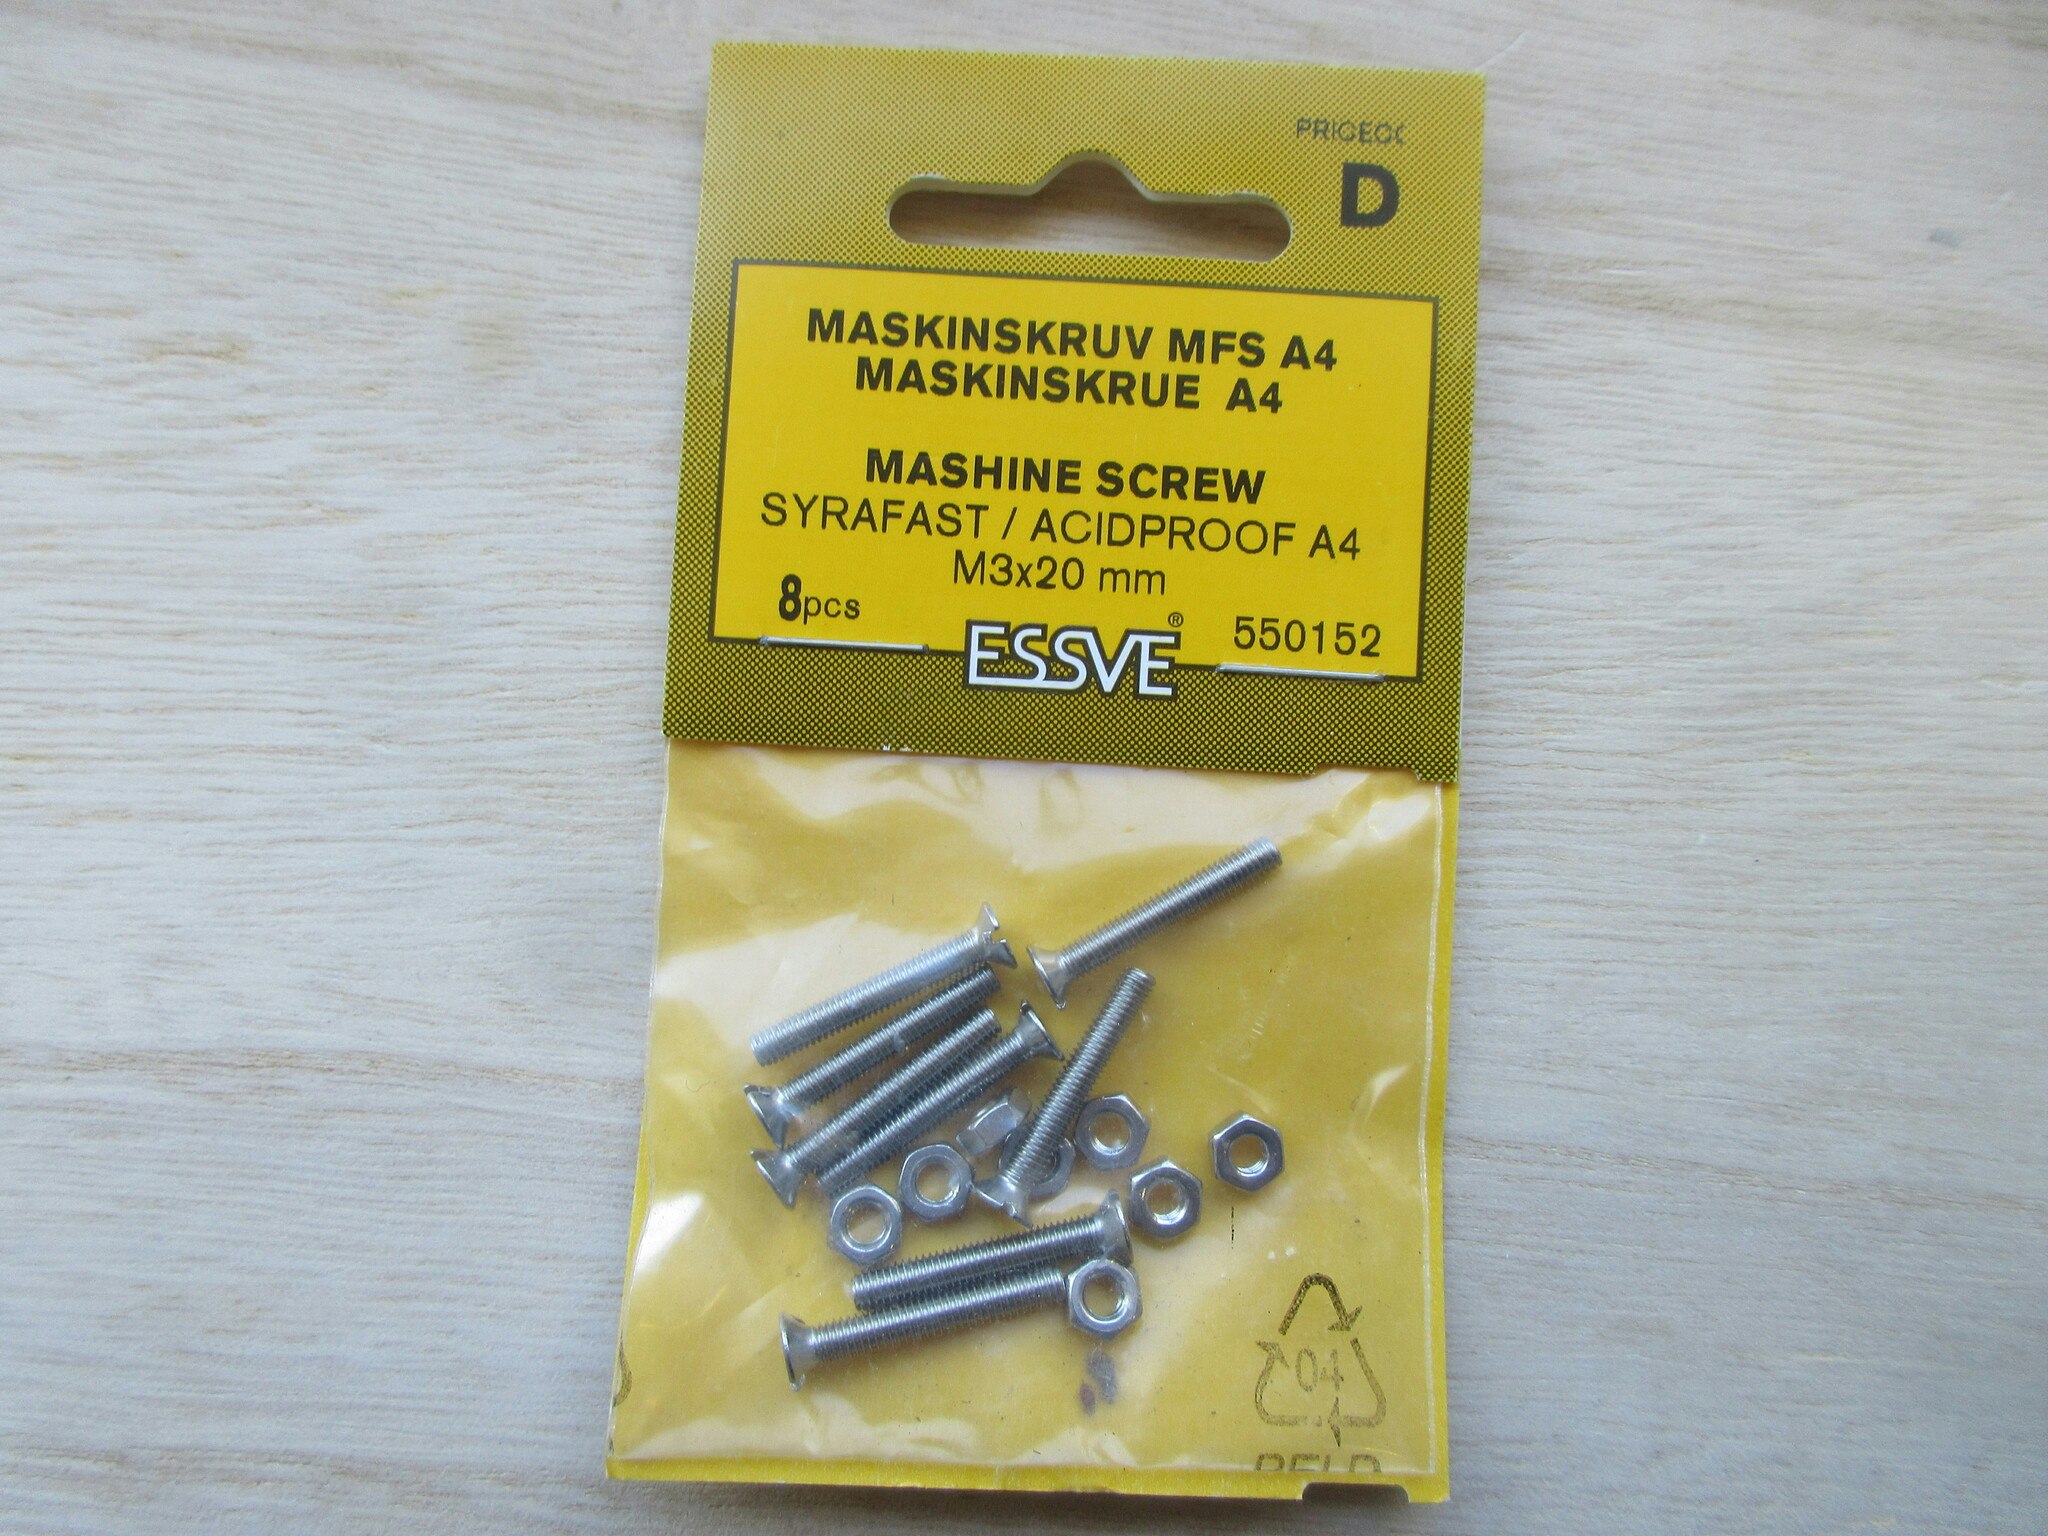 PRICECO
D
MASKINSKRUV MFS A4
MASKINSKRUE A4
MASHINE SCREW
SYRAFAST / ACIDPROOF A4
M3x20 mm
8pcs
ESSVE®
550152
04